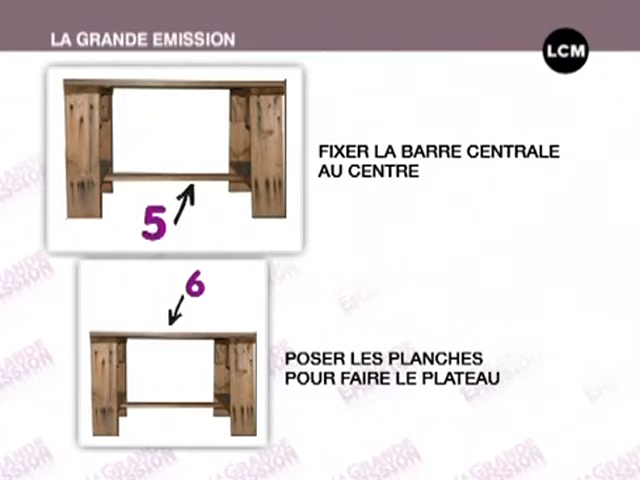 LA GRANDE EMISSION
LCM
FIXER LA BARRE CENTRALE
AU CENTRE
5
6
POSER LES PLANCHES
POUR FAIRE LE PLATEAU